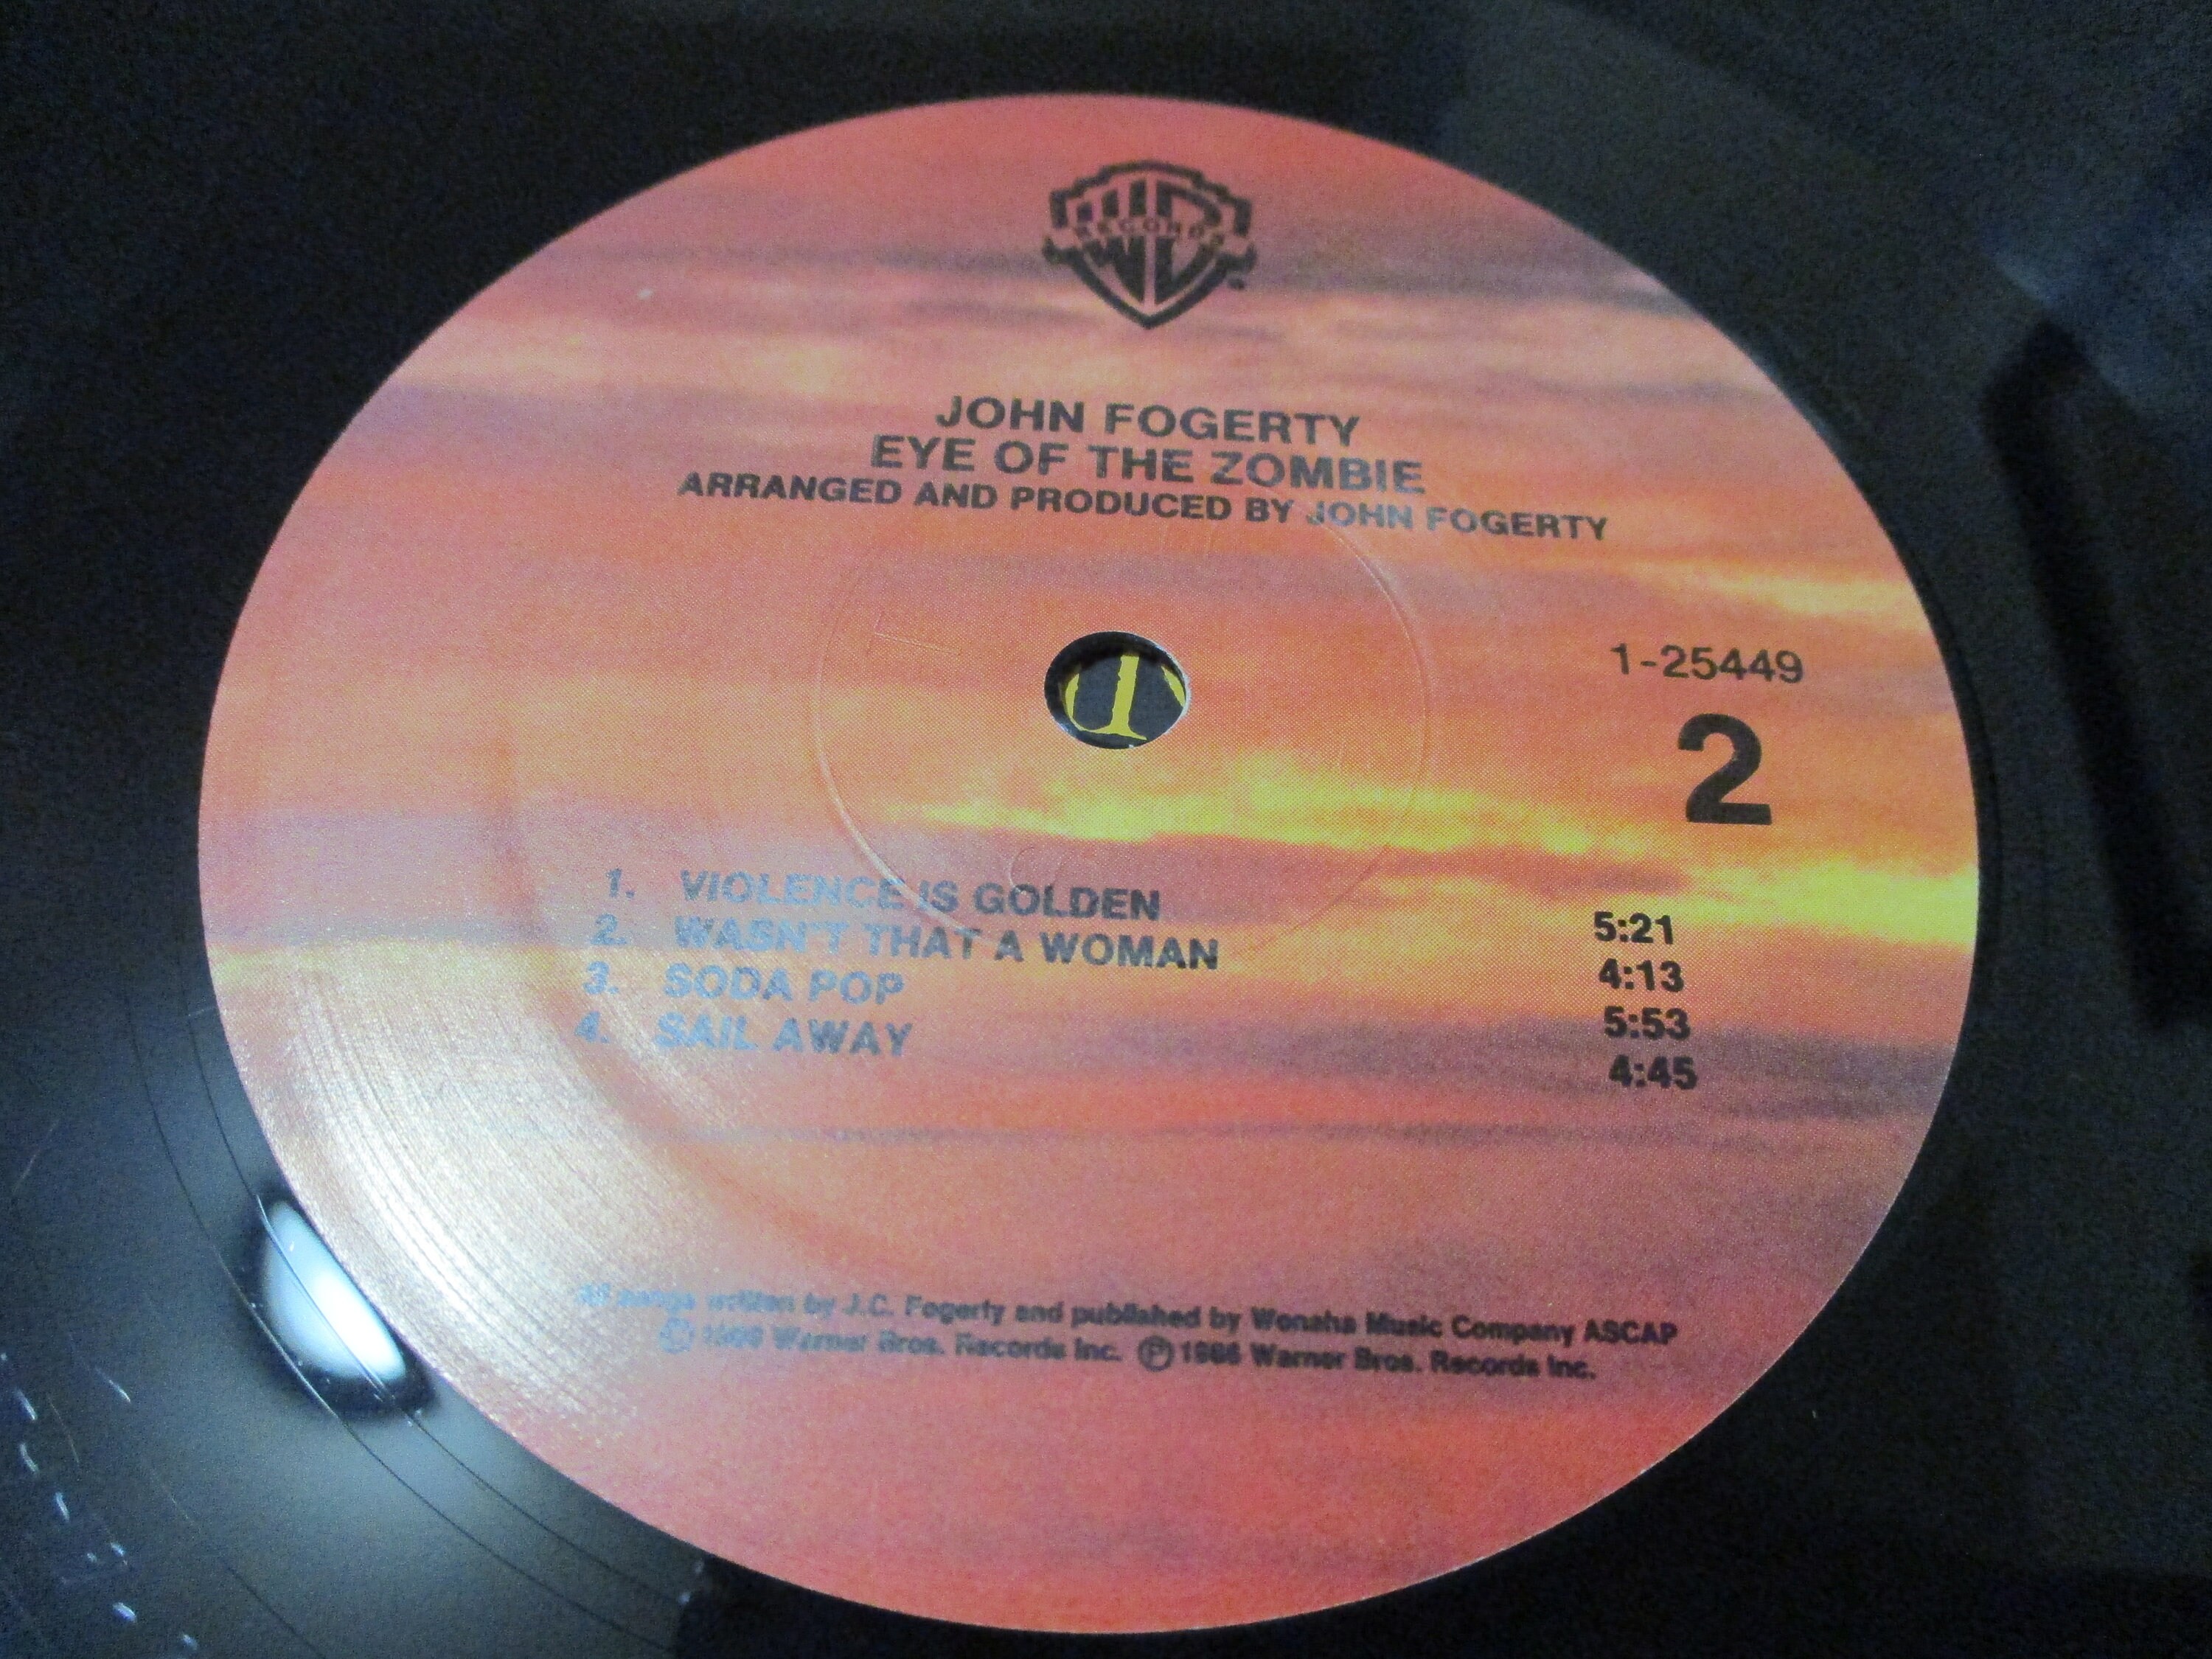 WB
RECORDS
JOHN FOGERTY
EYE OF THE ZOMBIE
ARRANGED AND PRODUCED BY JOHN FOGERTY
1-25449
2
1. VIOLENCE IS GOLDEN 5:21
2. WASN'T THAT A WOMAN 4:13
3. SODA POP 5:53
4. SAIL AWAY 4:45
All songs written by J.C. Fogerty and published by Wenaha Music Company ASCAP
© 1986 Warner Bros. Records Inc. ℗ 1986 Warner Bros. Records Inc.